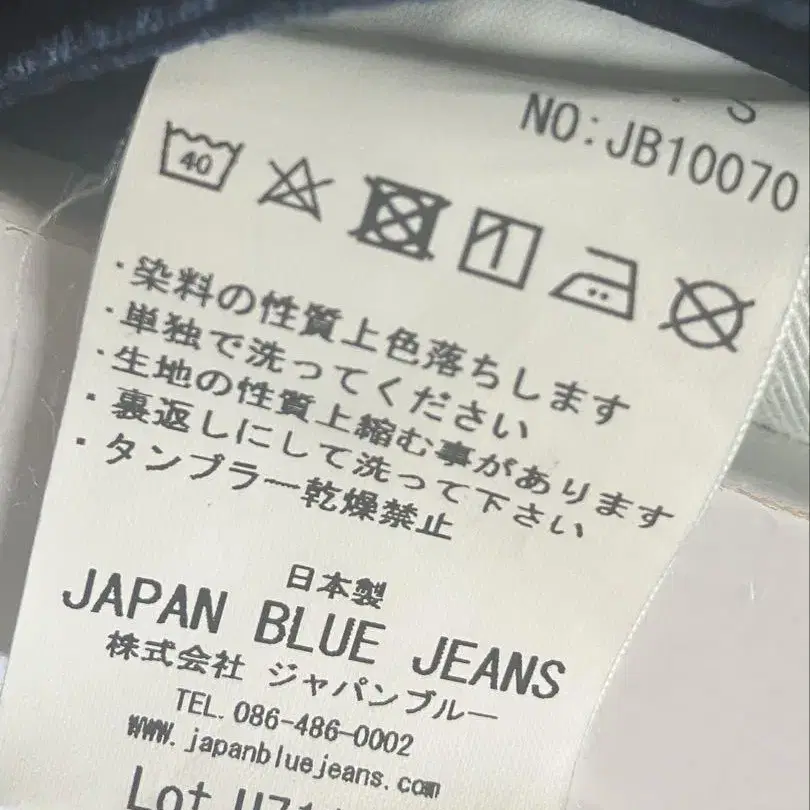 NO:JB10070
40
・染料の性質上色落ちします
・単独で洗ってください
・生地の性質上縮む事があります
・裏返しにして洗って下さい
・タンブラー乾燥禁止
日本製
JAPAN BLUE JEANS
株式会社 ジャパンブルー
TEL.086-486-0002
www.japanbluejeans.com
Lot